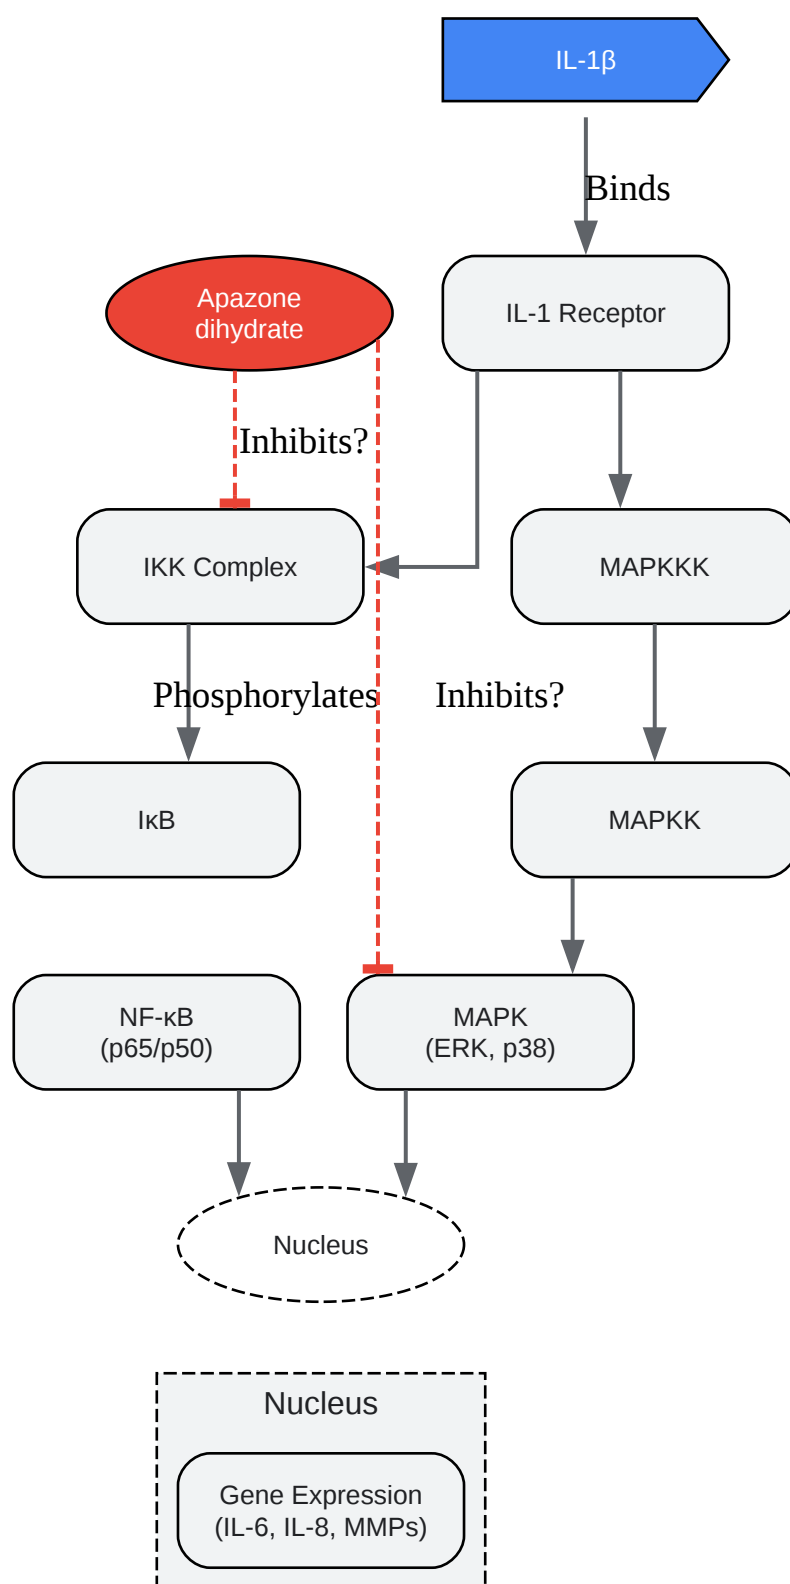 IL-1β
Binds
Apazone
dihydrate
IL-1 Receptor
Inhibits?
IKK Complex
MAPKKK
Phosphorylates
Inhibits?
IκB
MAPKK
NF-κB
(p65/p50)
MAPK
(ERK, p38)
Nucleus
Nucleus
Gene Expression
(IL-6, IL-8, MMPs)